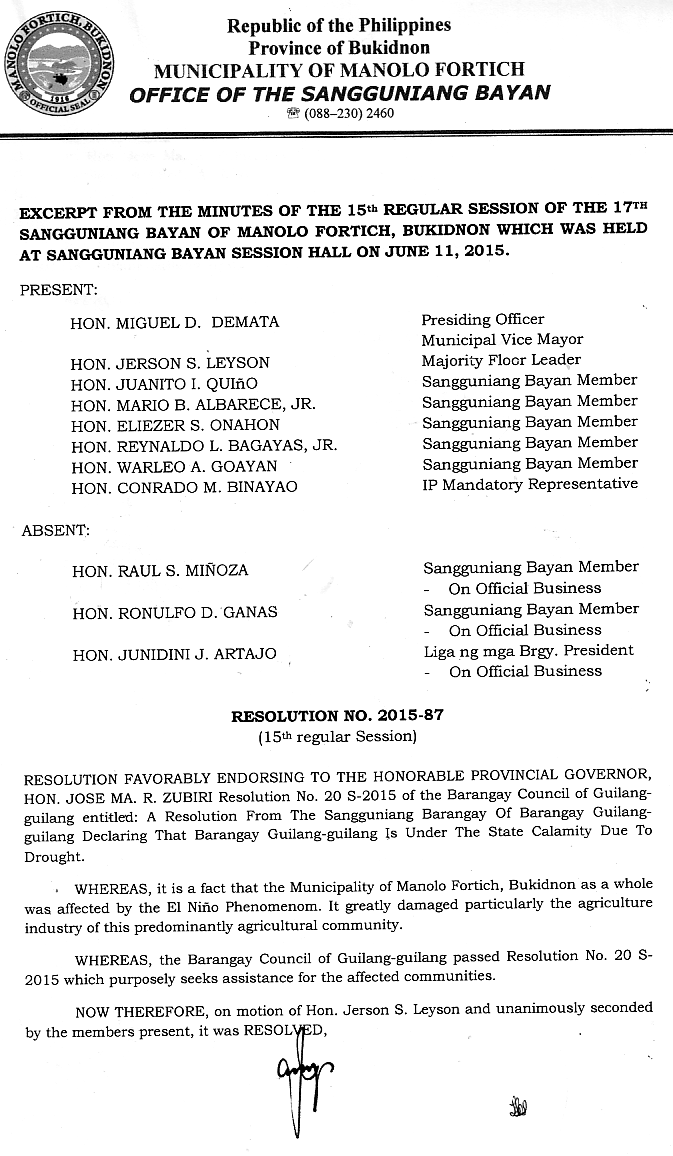 MANOLO FORTICH, BUKIDNON
1916
OFFICIAL SEAL
Republic of the Philippines
Province of Bukidnon
MUNICIPALITY OF MANOLO FORTICH
OFFICE OF THE SANGGUNIANG BAYAN
☏ (088–230) 2460
EXCERPT FROM THE MINUTES OF THE 15th REGULAR SESSION OF THE 17TH
SANGGUNIANG BAYAN OF MANOLO FORTICH, BUKIDNON WHICH WAS HELD
AT SANGGUNIANG BAYAN SESSION HALL ON JUNE 11, 2015.
PRESENT:
HON. MIGUEL D. DEMATA Presiding Officer
Municipal Vice Mayor
HON. JERSON S. LEYSON Majority Floor Leader
HON. JUANITO I. QUIñO Sangguniang Bayan Member
HON. MARIO B. ALBARECE, JR. Sangguniang Bayan Member
HON. ELIEZER S. ONAHON Sangguniang Bayan Member
HON. REYNALDO L. BAGAYAS, JR. Sangguniang Bayan Member
HON. WARLEO A. GOAYAN Sangguniang Bayan Member
HON. CONRADO M. BINAYAO IP Mandatory Representative
ABSENT:
HON. RAUL S. MIÑOZA Sangguniang Bayan Member
- On Official Business
HON. RONULFO D. GANAS Sangguniang Bayan Member
- On Official Business
HON. JUNIDINI J. ARTAJO Liga ng mga Brgy. President
- On Official Business
RESOLUTION NO. 2015-87
(15th regular Session)
RESOLUTION FAVORABLY ENDORSING TO THE HONORABLE PROVINCIAL GOVERNOR,
HON. JOSE MA. R. ZUBIRI Resolution No. 20 S-2015 of the Barangay Council of Guilang-
guilang entitled: A Resolution From The Sangguniang Barangay Of Barangay Guilang-
guilang Declaring That Barangay Guilang-guilang Is Under The State Calamity Due To
Drought.
WHEREAS, it is a fact that the Municipality of Manolo Fortich, Bukidnon as a whole
was affected by the El Niño Phenomenom. It greatly damaged particularly the agriculture
industry of this predominantly agricultural community.
WHEREAS, the Barangay Council of Guilang-guilang passed Resolution No. 20 S-
2015 which purposely seeks assistance for the affected communities.
NOW THEREFORE, on motion of Hon. Jerson S. Leyson and unanimously seconded
by the members present, it was RESOLVED,